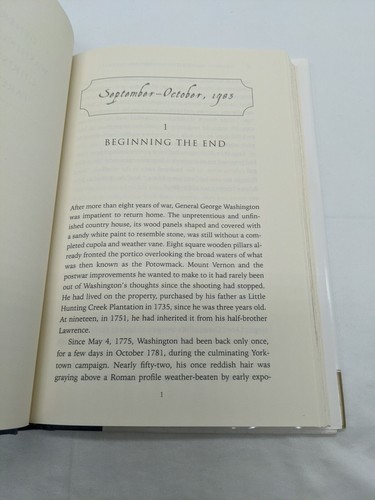 September-October, 1983
1
BEGINNING THE END
After more than eight years of war, General George Washington
was impatient to return home. The unpretentious and unfin-
ished country house, its wood panels shaped and covered with
a sandy white paint to resemble stone, was still without a com-
pleted cupola and weather vane. Eight square wooden pillars al-
ready fronted the portico overlooking the broad waters of what
was then known as the Potowmack. Mount Vernon and the
postwar improvements he wanted to make to it had rarely been
out of Washington's thoughts since the shooting had stopped.
He had lived on the property, purchased by his father as Little
Hunting Creek Plantation in 1735, since he was three years old.
At nineteen, in 1751, he had inherited it from his half-brother
Lawrence.
Since May 4, 1775, Washington had been back only once,
for a few days in October 1781, during the culminating York-
town campaign. Nearly fifty-two, his once reddish hair was
graying above a Roman profile weather-beaten by early expo-
1